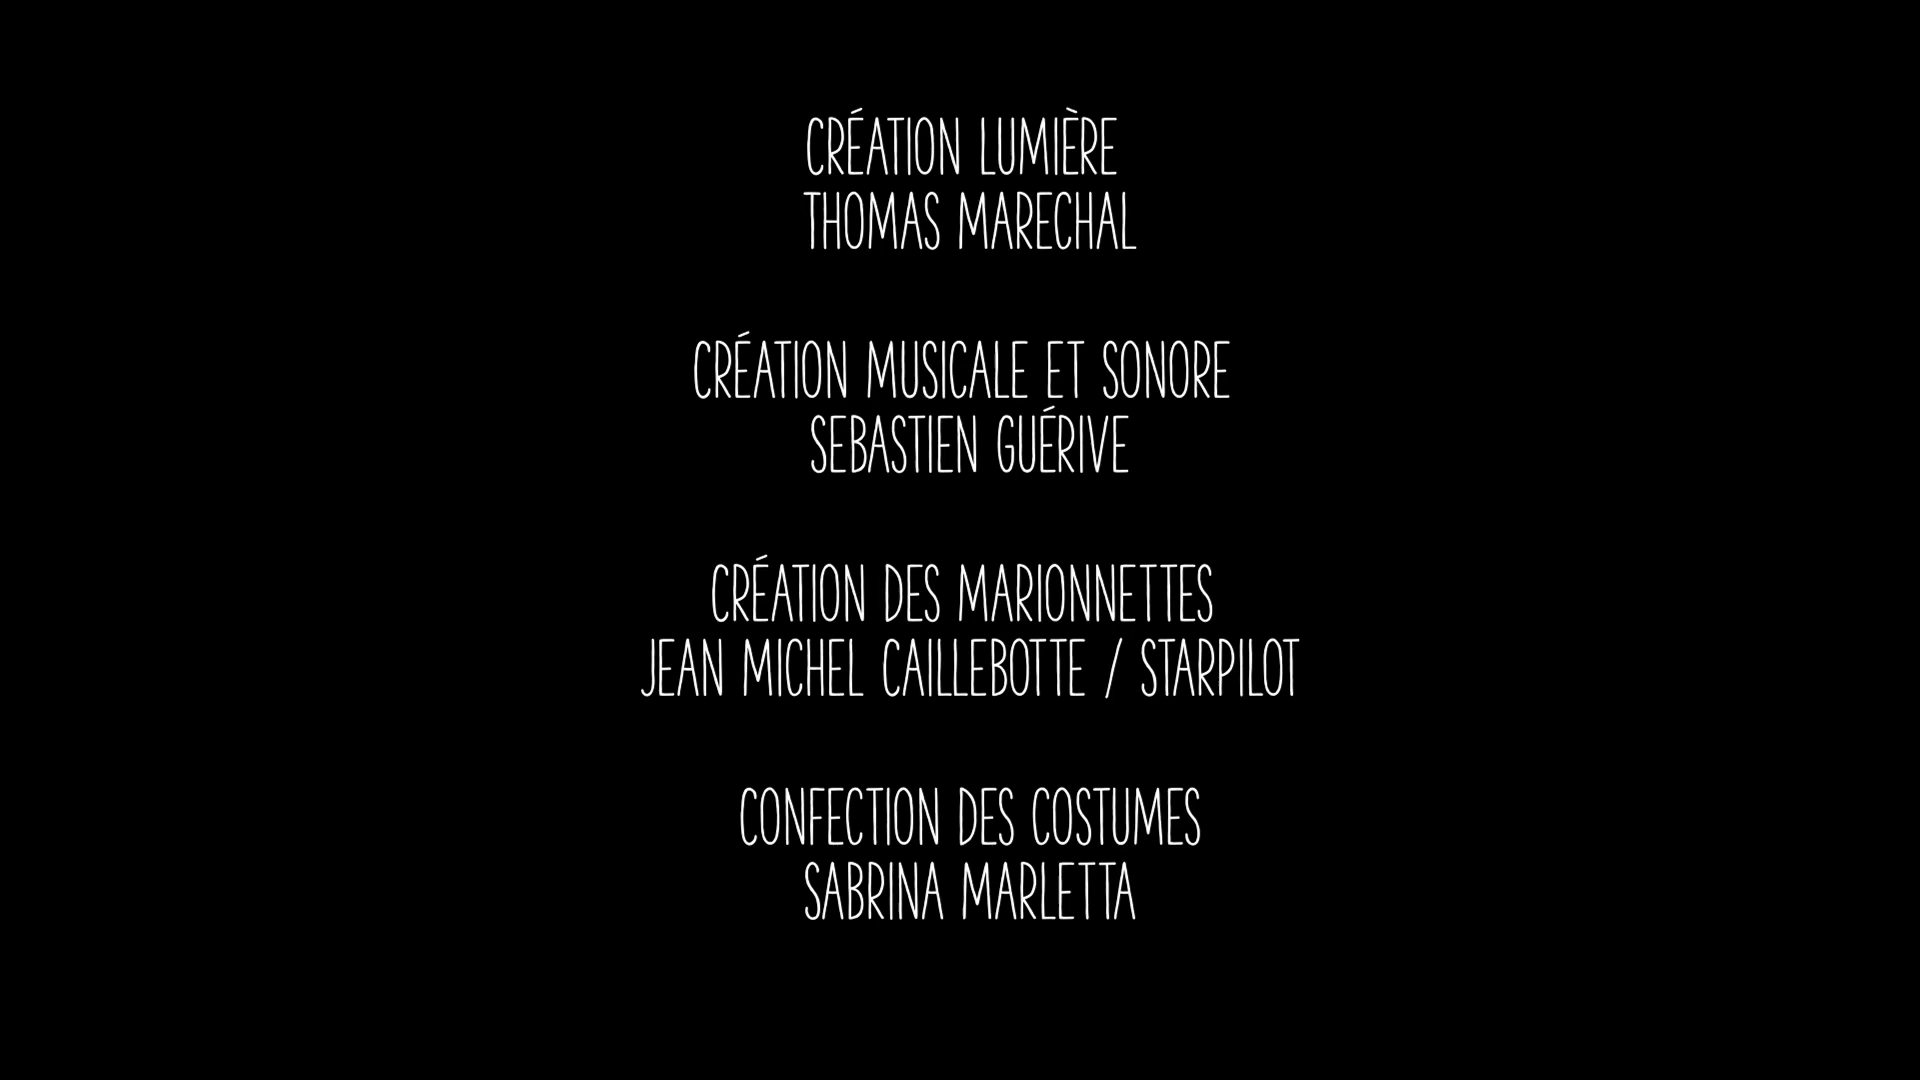 CRÉATION LUMIÈRE
THOMAS MARECHAL
CRÉATION MUSICALE ET SONORE
SEBASTIEN GUÉRIVE
CRÉATION DES MARIONNETTES
JEAN MICHEL CAILLEBOTTE / STARPILOT
CONFECTION DES COSTUMES
SABRINA MARLETTA